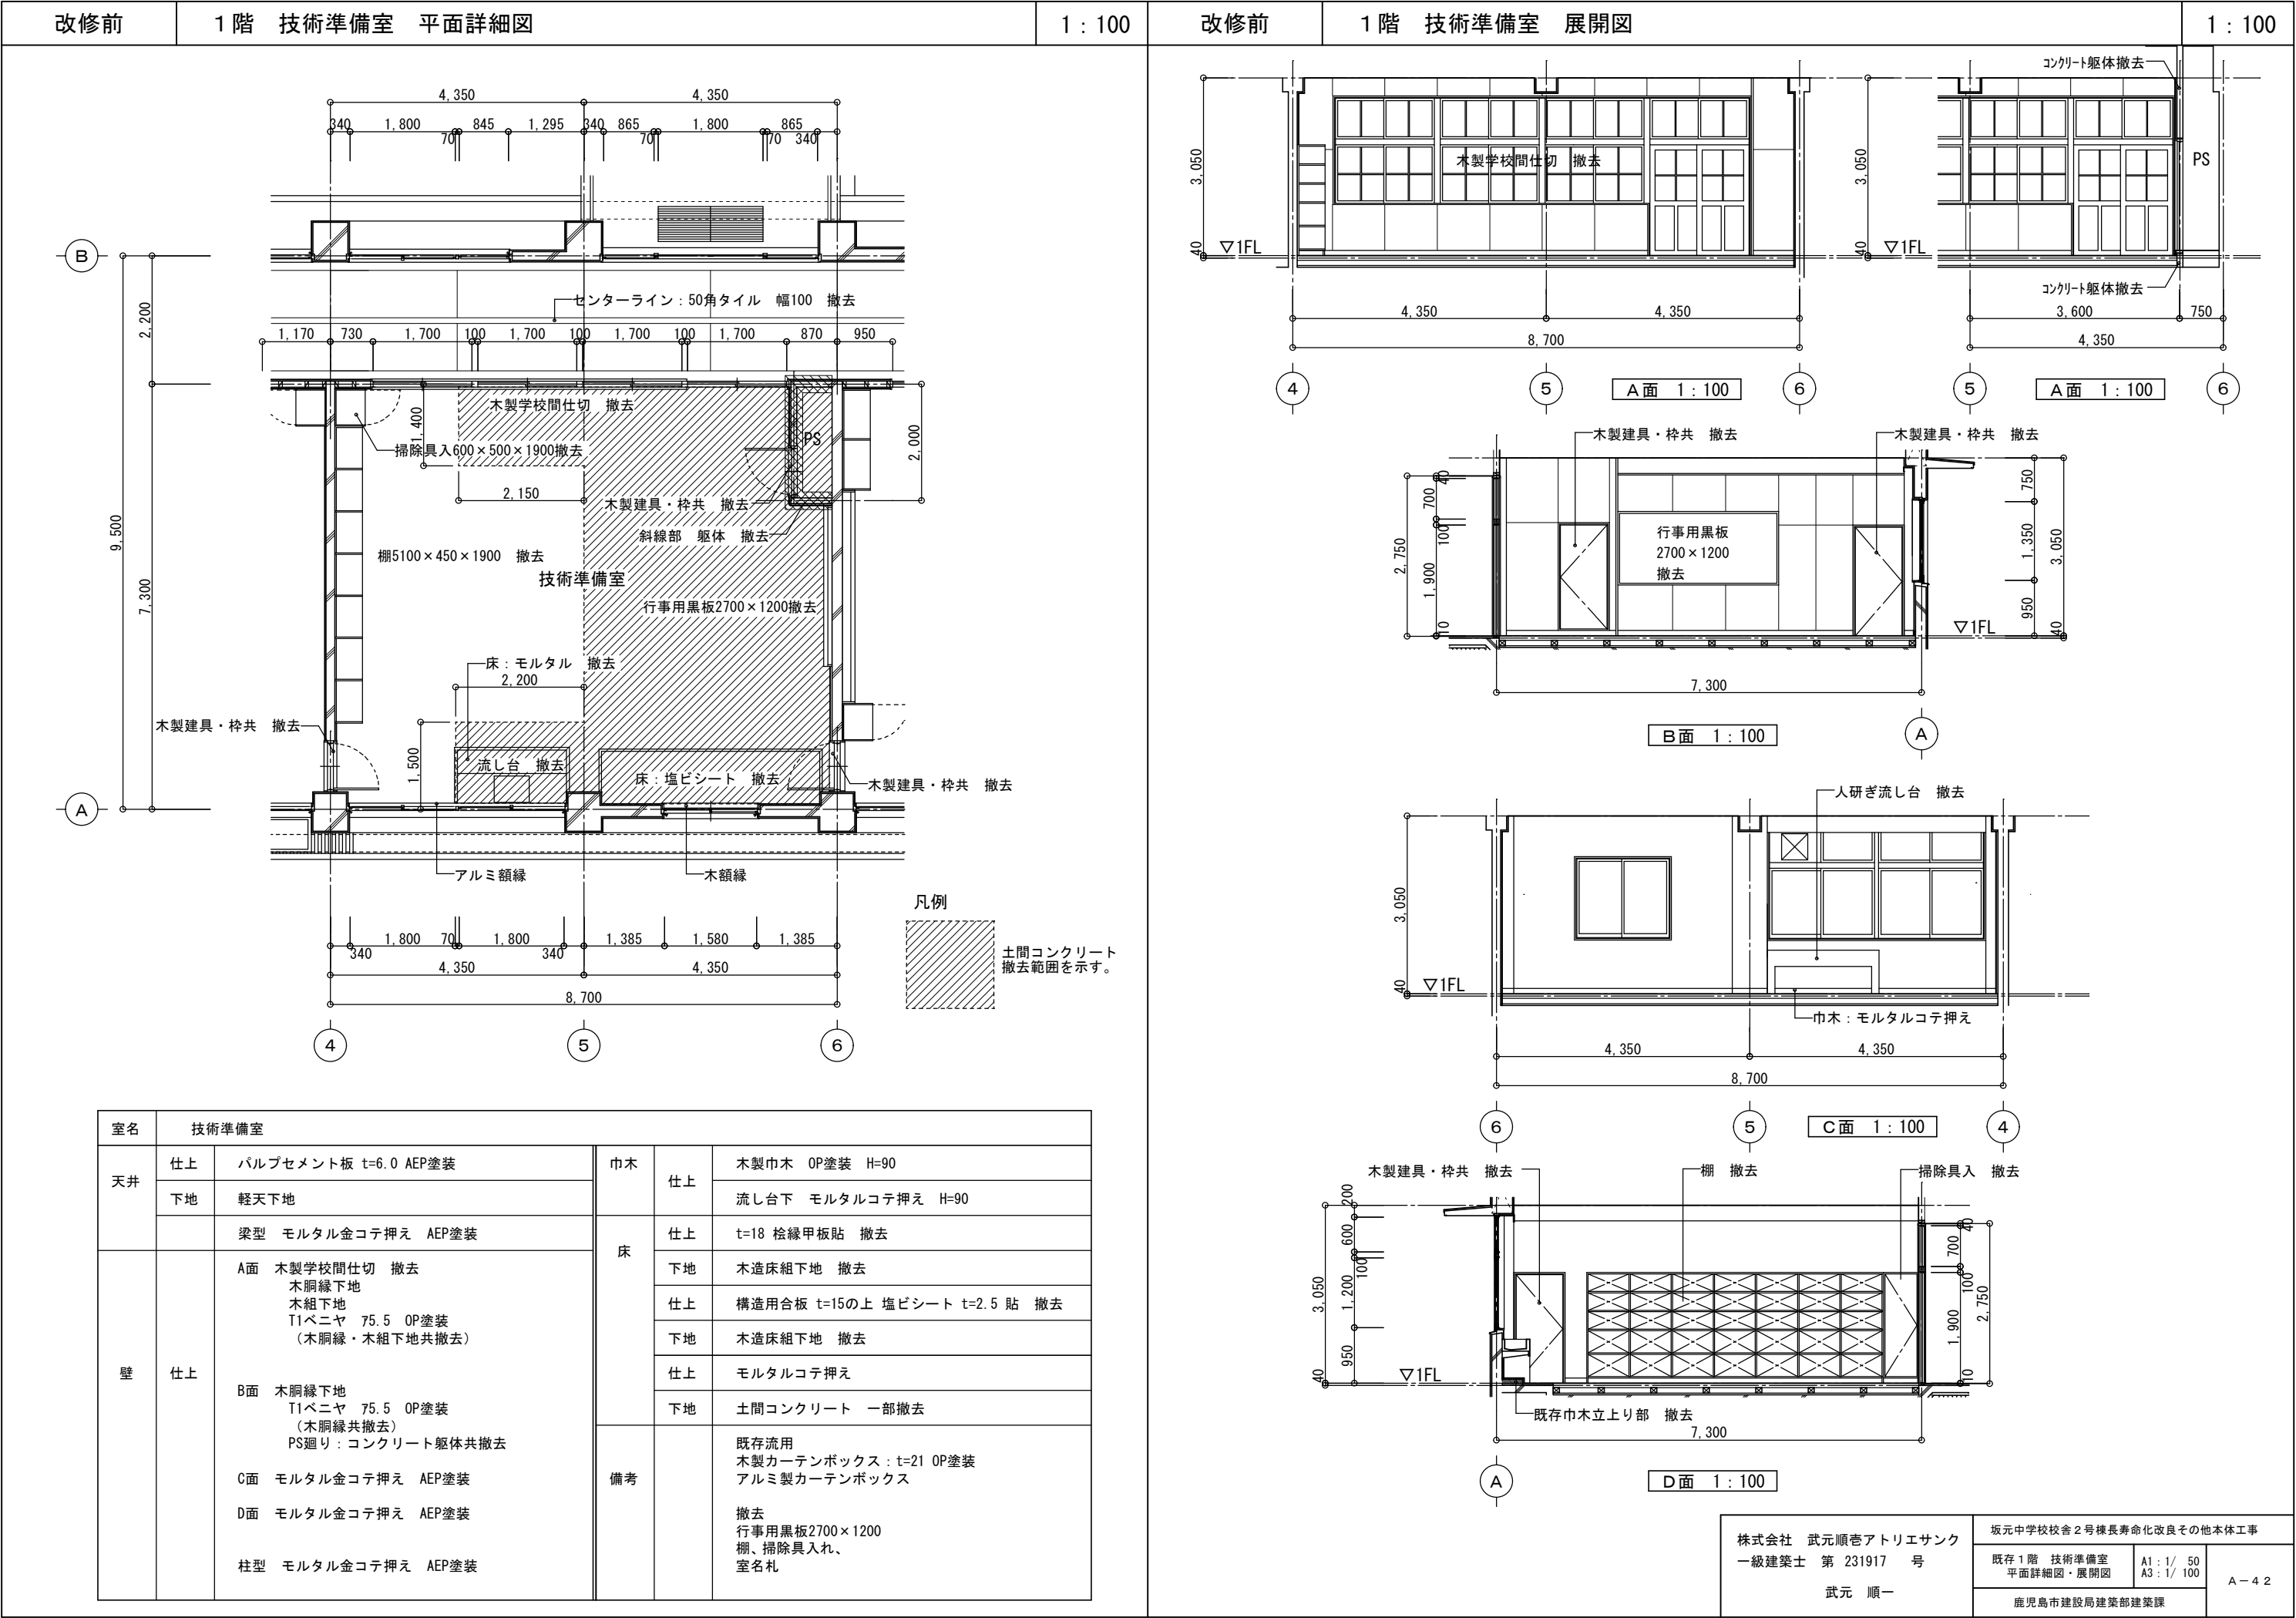 改修前
１階　技術準備室　平面詳細図
1：100
4,350
4,350
340
1,800
70
845
1,295
340
865
70
1,800
70
865
340
B
センターライン：50角タイル　幅100　撤去
2,200
1,170
730
1,700
100
1,700
100
1,700
100
1,700
870
950
木製学校間仕切　撤去
1,400
PS
2,000
掃除具入600×500×1900撤去
2,150
木製建具・枠共　撤去
斜線部　躯体　撤去
9,500
7,300
棚5100×450×1900　撤去
技術準備室
行事用黒板2700×1200撤去
床：モルタル　撤去
2,200
木製建具・枠共　撤去
1,500
流し台　撤去
床：塩ビシート　撤去
木製建具・枠共　撤去
A
アルミ額縁
木額縁
凡例
土間コンクリート
撤去範囲を示す。
340
1,800
70
1,800
340
1,385
1,580
1,385
4,350
4,350
8,700
4
5
6
室名
技術準備室
天井
仕上
パルプセメント板 t=6.0 AEP塗装
下地
軽天下地
梁型　モルタル金コテ押え　AEP塗装
壁
仕上
A面　木製学校間仕切　撤去
木胴縁下地
木組下地
T1ベニヤ　75.5　OP塗装
（木胴縁・木組下地共撤去）
B面　木胴縁下地
T1ベニヤ　75.5　OP塗装
（木胴縁共撤去）
PS廻り：コンクリート躯体共撤去
C面　モルタル金コテ押え　AEP塗装
D面　モルタル金コテ押え　AEP塗装
柱型　モルタル金コテ押え　AEP塗装
巾木
仕上
木製巾木　OP塗装　H=90
流し台下　モルタルコテ押え　H=90
床
仕上
t=18 桧縁甲板貼　撤去
下地
木造床組下地　撤去
仕上
構造用合板 t=15の上 塩ビシート t=2.5 貼　撤去
下地
木造床組下地　撤去
仕上
モルタルコテ押え
下地
土間コンクリート　一部撤去
備考
既存流用
木製カーテンボックス：t=21 OP塗装
アルミ製カーテンボックス
撤去
行事用黒板2700×1200
棚、掃除具入れ、
室名札
改修前
１階　技術準備室　展開図
1：100
3,050
40
▽1FL
木製学校間仕切　撤去
4,350
4,350
8,700
4
5
A面　1：100
6
コンクリート躯体撤去
3,050
PS
40
▽1FL
コンクリート躯体撤去
3,600
750
4,350
5
A面　1：100
6
木製建具・枠共　撤去
木製建具・枠共　撤去
2,750
40
700
100
1,900
10
行事用黒板
2700×1200
撤去
750
1,350
950
3,050
40
▽1FL
7,300
B面　1：100
A
人研ぎ流し台　撤去
3,050
40
▽1FL
巾木：モルタルコテ押え
4,350
4,350
8,700
6
5
C面　1：100
4
木製建具・枠共　撤去
棚　撤去
掃除具入　撤去
3,050
40
200
600
100
1,200
950
▽1FL
40
700
100
1,900
10
2,750
既存巾木立上り部　撤去
7,300
A
D面　1：100
株式会社　武元順壱アトリエサンク
一級建築士　第 231917　号
武元　順一
坂元中学校校舎２号棟長寿命化改良その他本体工事
既存１階　技術準備室
平面詳細図・展開図
A1：1/ 50
A3：1/ 100
A－42
鹿児島市建設局建築部建築課